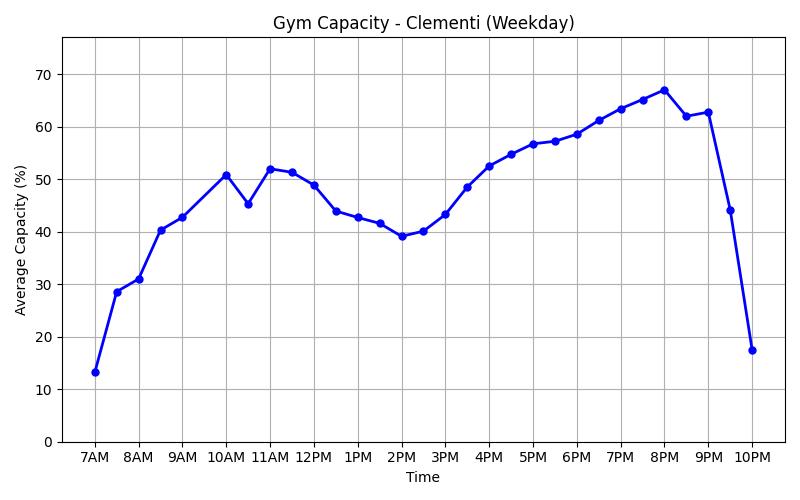 Gym Capacity - Clementi (Weekday)
Average Capacity (%)
70
60
50
40
30
20
10
0
7AM 8AM 9AM 10AM 11AM 12PM 1PM 2PM 3PM 4PM 5PM 6PM 7PM 8PM 9PM 10PM
Time